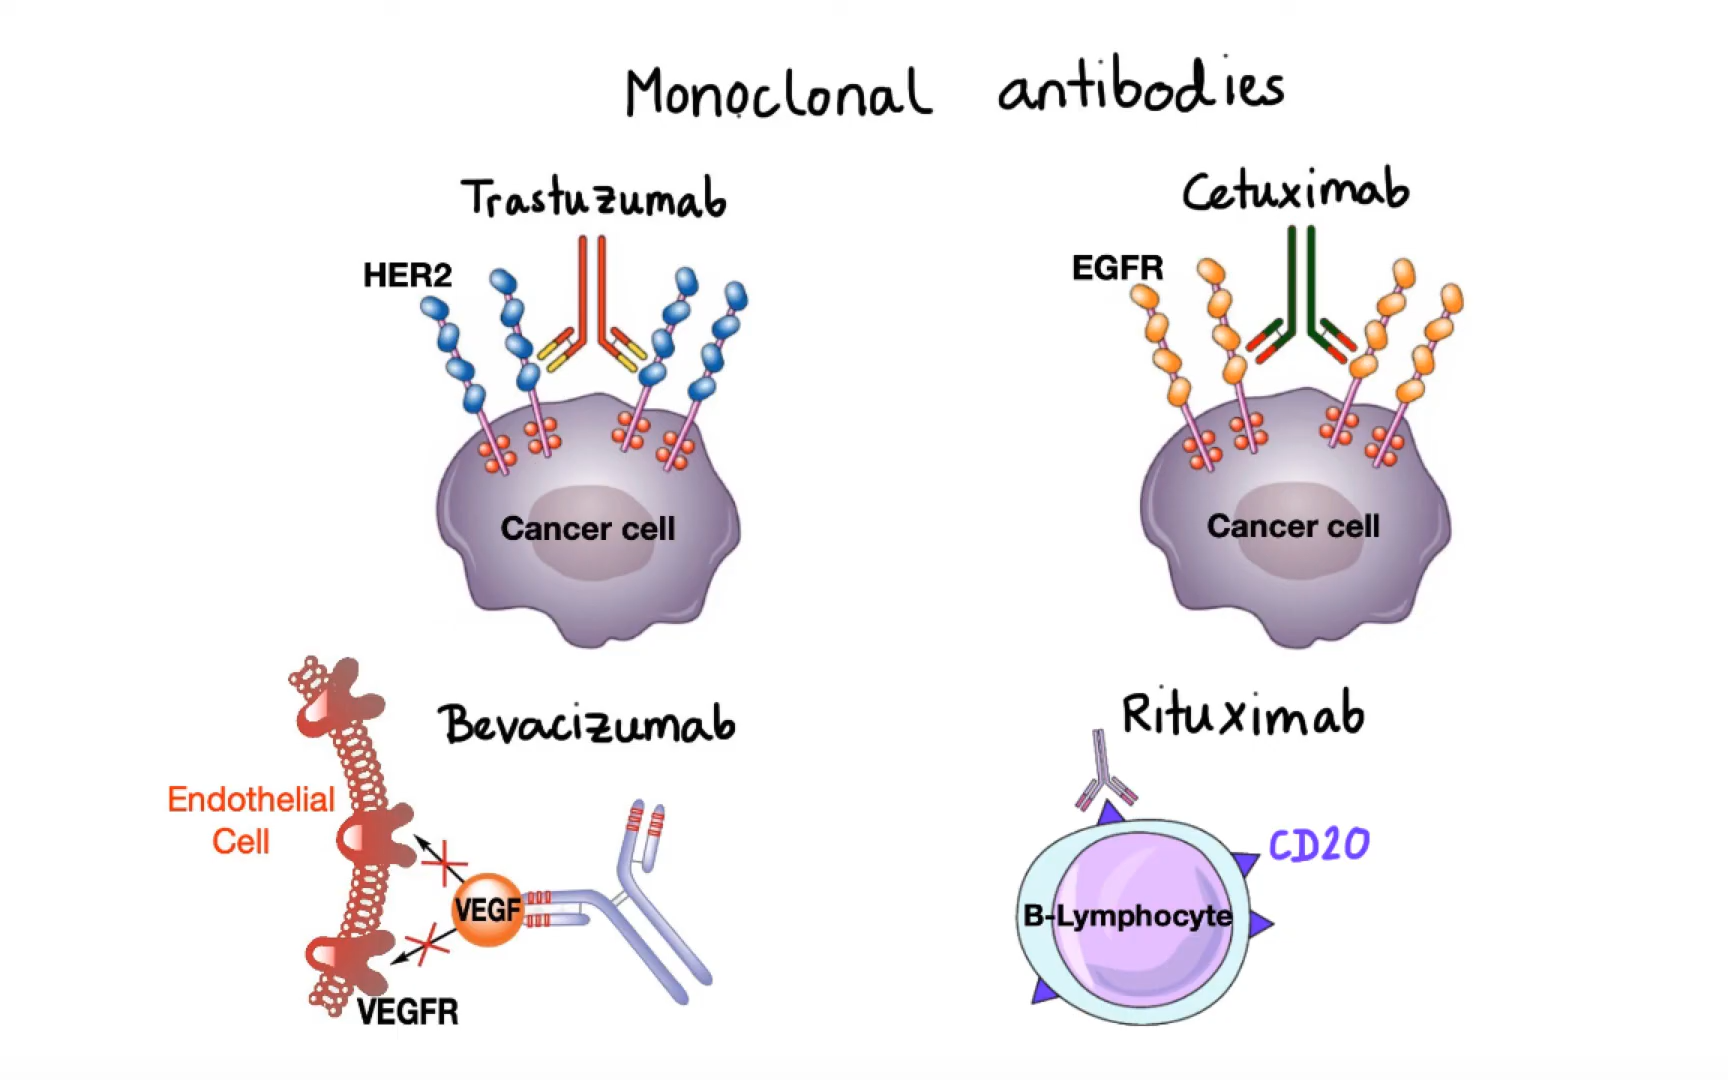 Monoclonal antibodies
Trastuzumab
HER2
Cancer cell
Cetuximab
EGFR
Cancer cell
Bevacizumab
Endothelial
Cell
VEGF
VEGFR
Rituximab
CD20
B-Lymphocyte